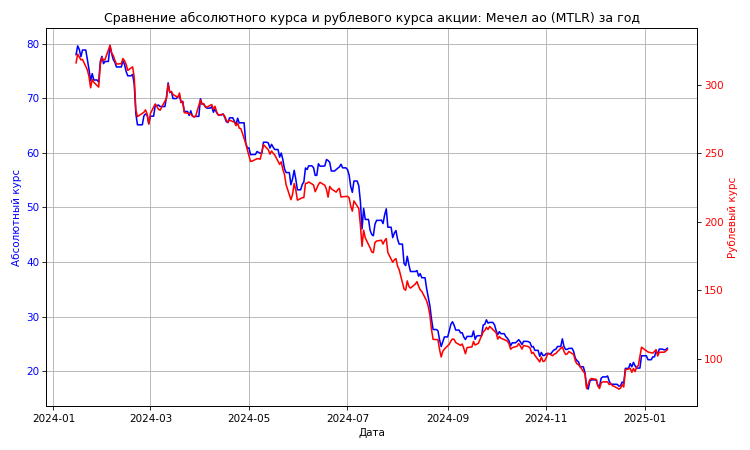 Сравнение абсолютного курса и рублевого курса акции: Мечел ао (MTLR) за год
80
70
60
50
40
30
20
Абсолютный курс
300
250
200
150
100
Рублевый курс
2024-01 2024-03 2024-05 2024-07 2024-09 2024-11 2025-01
Дата